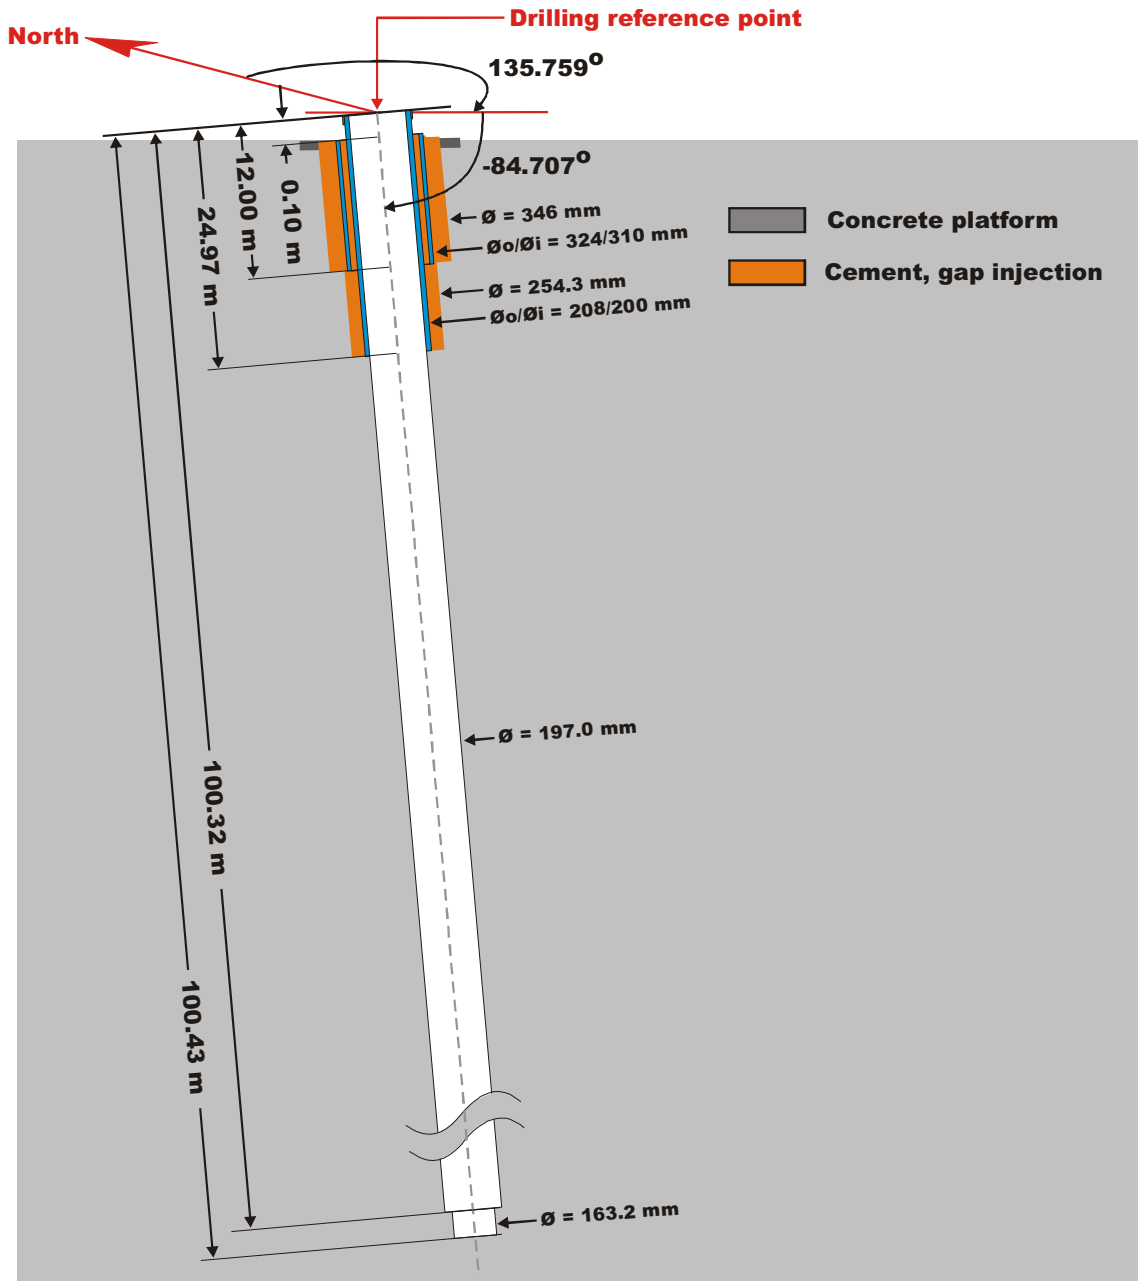 Drilling reference point
North
135.759º
-84.707º
12.00 m
0.10 m
24.97 m
Ø = 346 mm
Øo/Øi = 324/310 mm
Ø = 254.3 mm
Øo/Øi = 208/200 mm
Concrete platform
Cement, gap injection
Ø = 197.0 mm
100.32 m
100.43 m
Ø = 163.2 mm